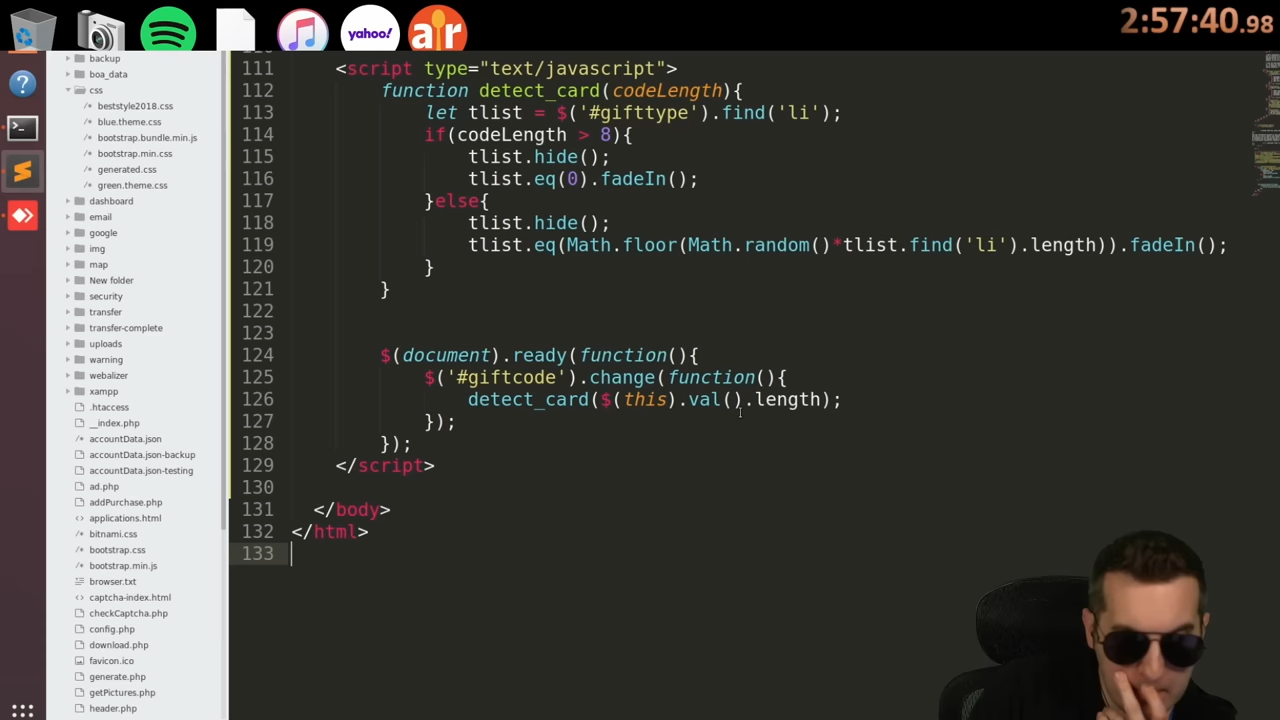 yahoo!
air
2:57:40.98
backup
boa_data
css
beststyle2018.css
blue.theme.css
bootstrap.bundle.min.js
bootstrap.min.css
generated.css
green.theme.css
dashboard
email
google
img
map
New folder
security
transfer
transfer-complete
uploads
warning
webalizer
xampp
.htaccess
__index.php
accountData.json
accountData.json-backup
accountData.json-testing
ad.php
addPurchase.php
applications.html
bitnami.css
bootstrap.css
bootstrap.min.js
browser.txt
captcha-index.html
checkCaptcha.php
config.php
download.php
favicon.ico
generate.php
getPictures.php
header.php
111 <script type="text/javascript">
112 function detect_card(codeLength){
113 let tlist = $('#gifttype').find('li');
114 if(codeLength > 8){
115 tlist.hide();
116 tlist.eq(0).fadeIn();
117 }else{
118 tlist.hide();
119 tlist.eq(Math.floor(Math.random()*tlist.find('li').length)).fadeIn();
120 }
121 }
122
123
124 $(document).ready(function(){
125 $('#giftcode').change(function(){
126 detect_card($(this).val().length);
127 });
128 });
129 </script>
130
131 </body>
132 </html>
133